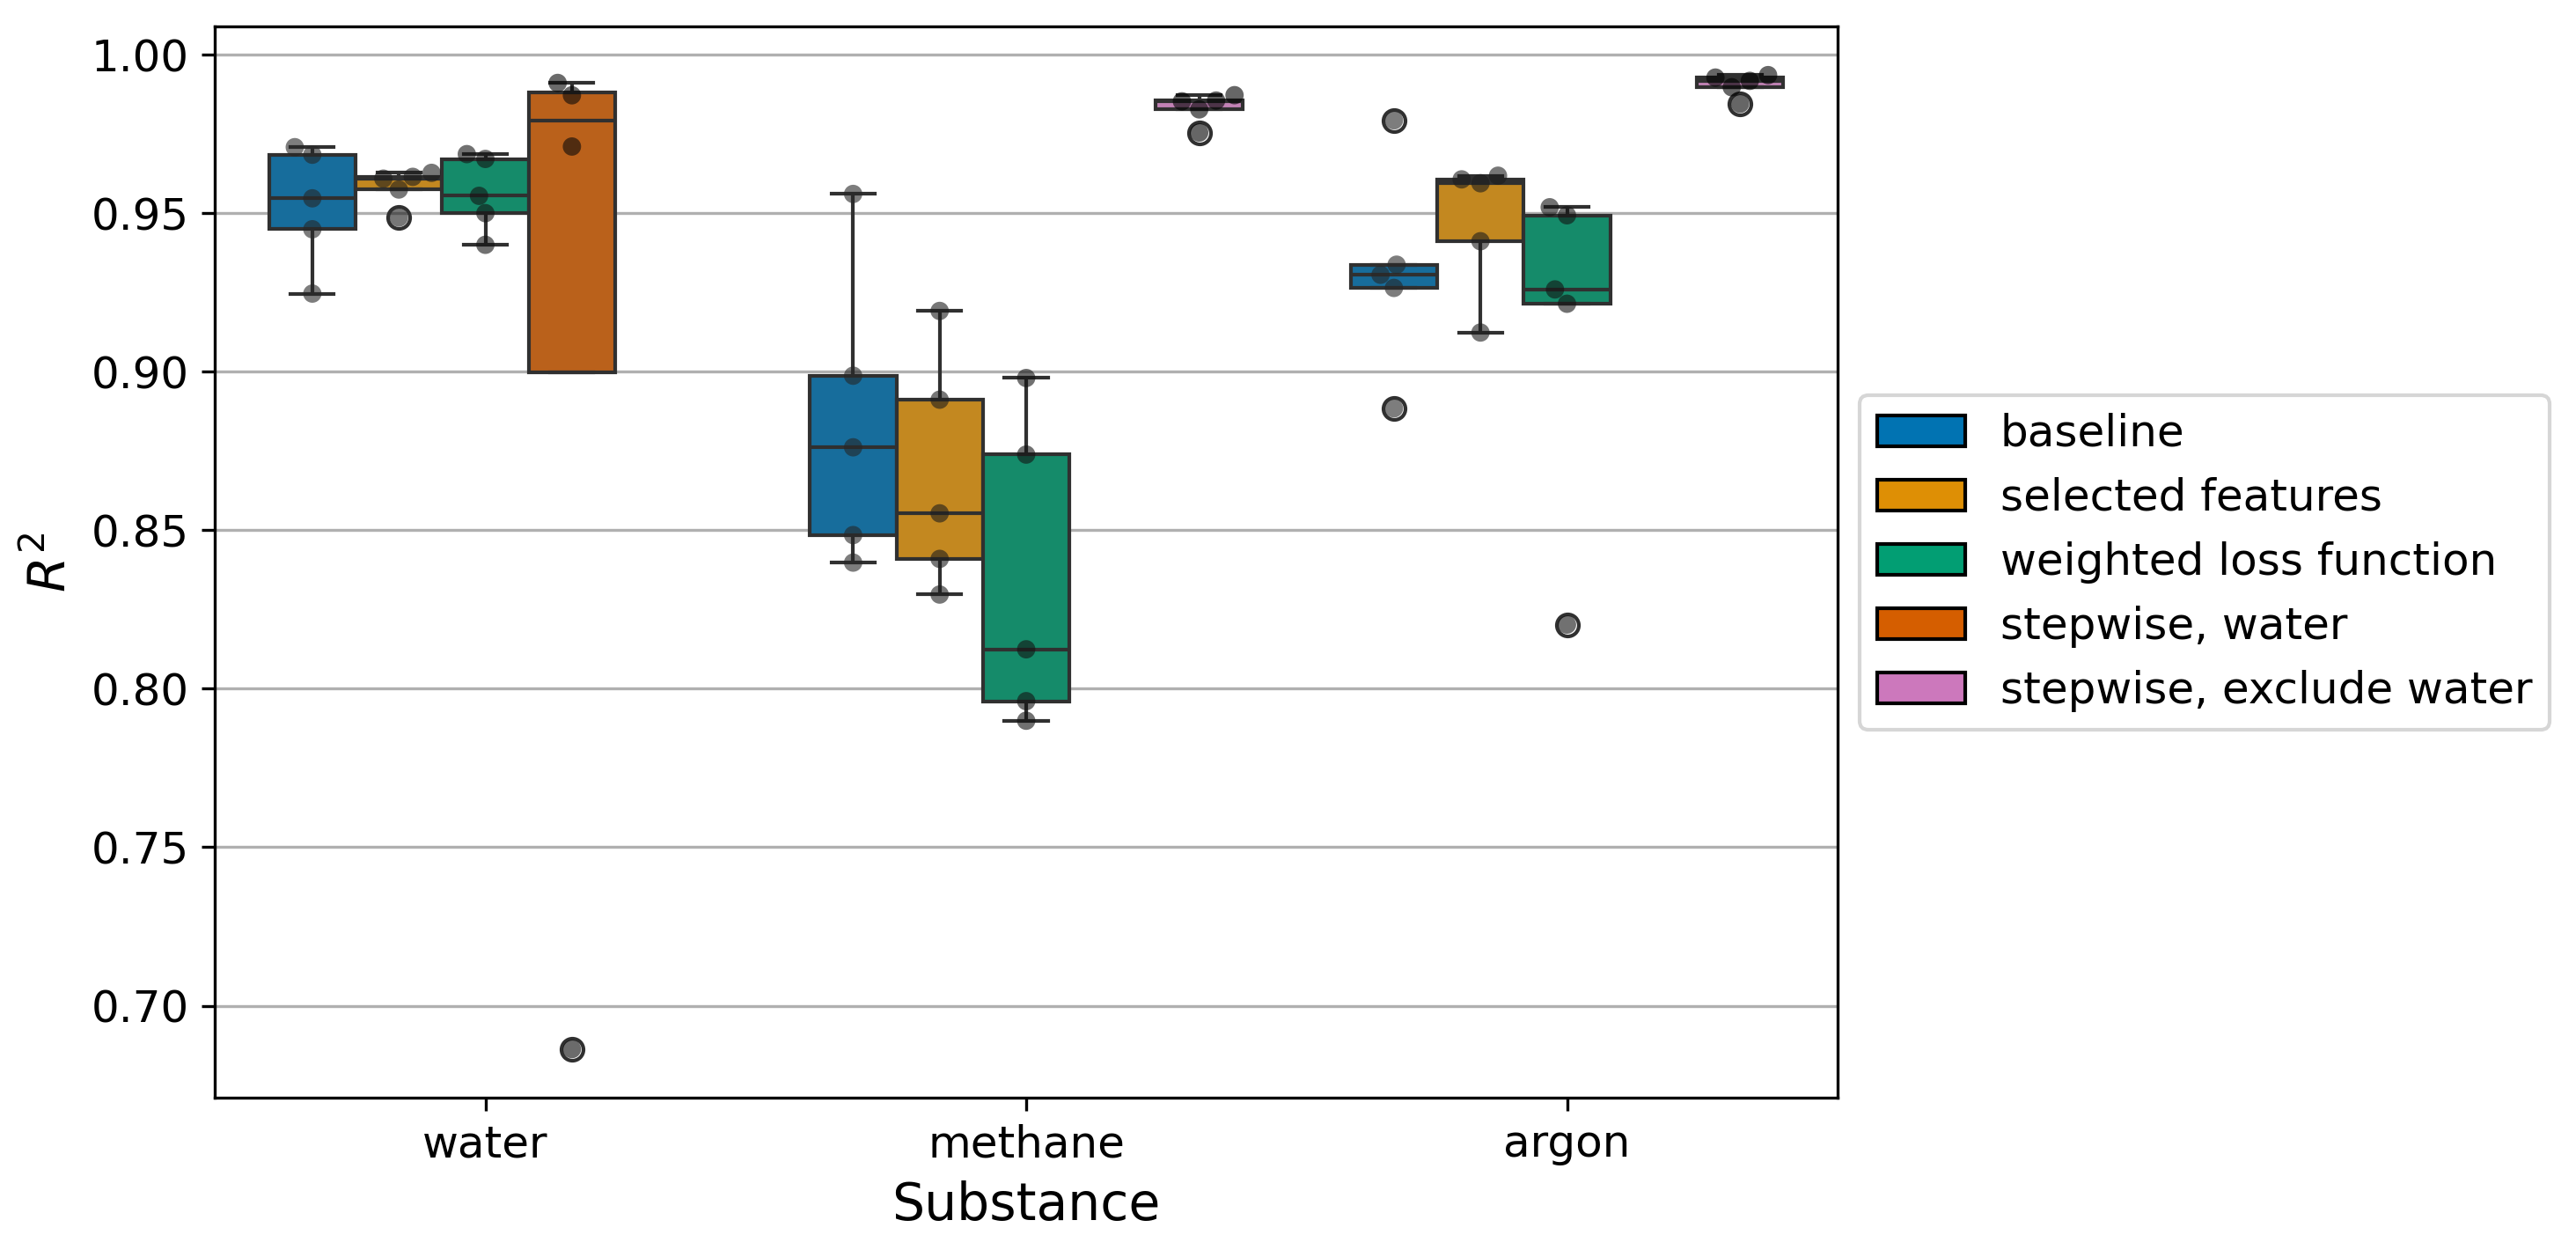 1.00
0.95
0.90
0.85
0.80
0.75
0.70
R²
water
methane
argon
Substance
baseline
selected features
weighted loss function
stepwise, water
stepwise, exclude water